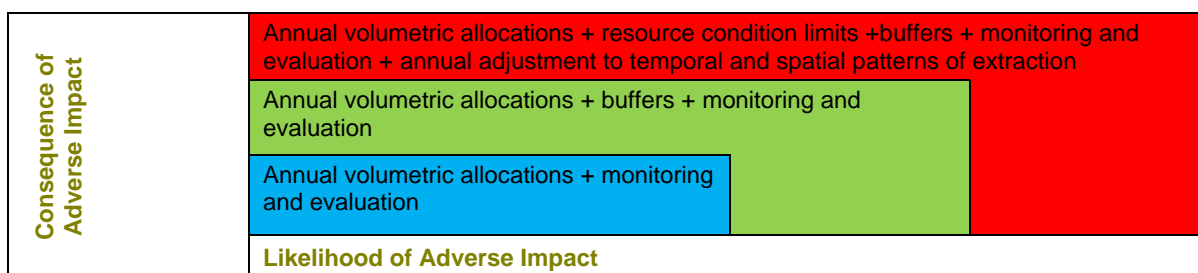 Consequence of
Adverse Impact
Annual volumetric allocations + resource condition limits +buffers + monitoring and
evaluation + annual adjustment to temporal and spatial patterns of extraction
Annual volumetric allocations + buffers + monitoring and
evaluation
Annual volumetric allocations + monitoring
and evaluation
Likelihood of Adverse Impact